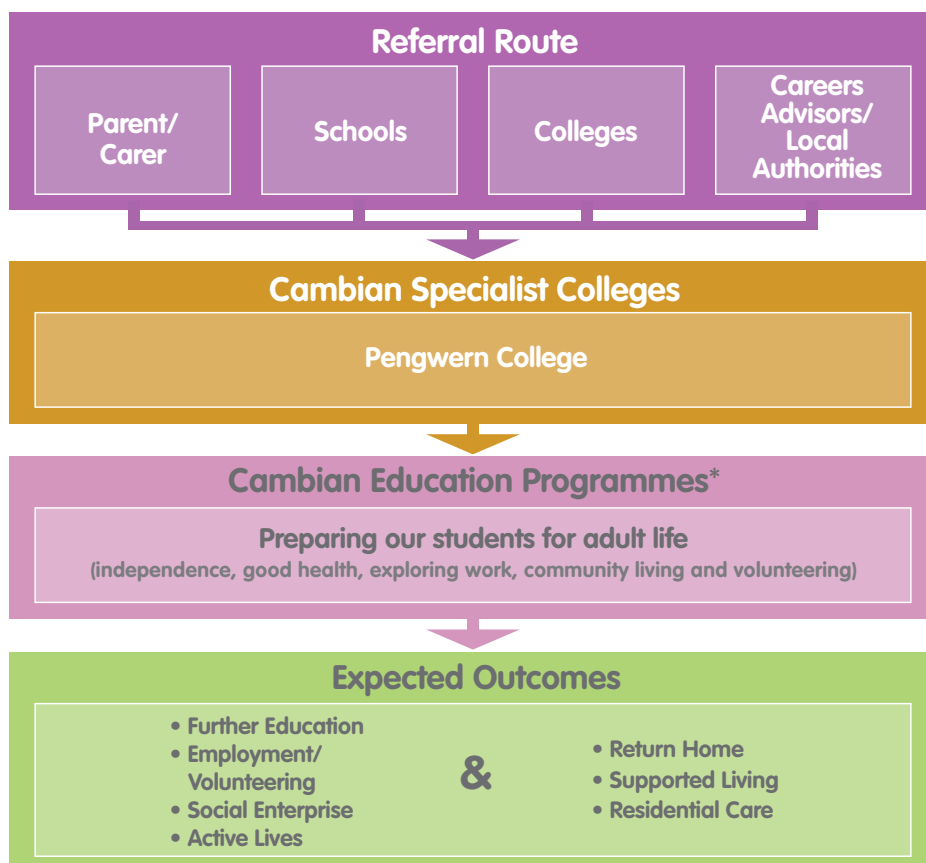 Referral Route
Parent/
Carer
Schools
Colleges
Careers
Advisors/
Local
Authorities
Cambian Specialist Colleges
Pengwern College
Cambian Education Programmes*
Preparing our students for adult life
(independence, good health, exploring work, community living and volunteering)
Expected Outcomes
• Further Education
• Employment/
Volunteering
• Social Enterprise
• Active Lives
&
• Return Home
• Supported Living
• Residential Care